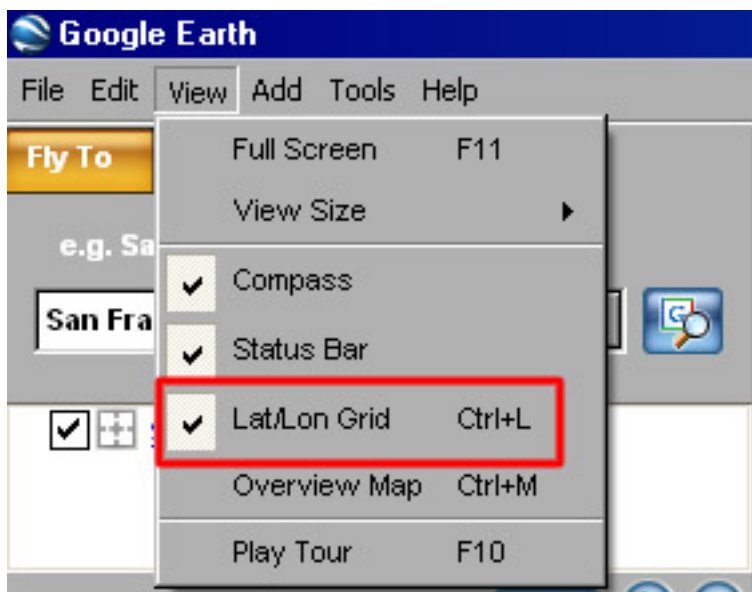 Google Earth
File Edit View Add Tools Help
Fly To
Full Screen F11
View Size
e.g. Sa
Compass
San Fra
Status Bar
Lat/Lon Grid Ctrl+L
Overview Map Ctrl+M
Play Tour F10